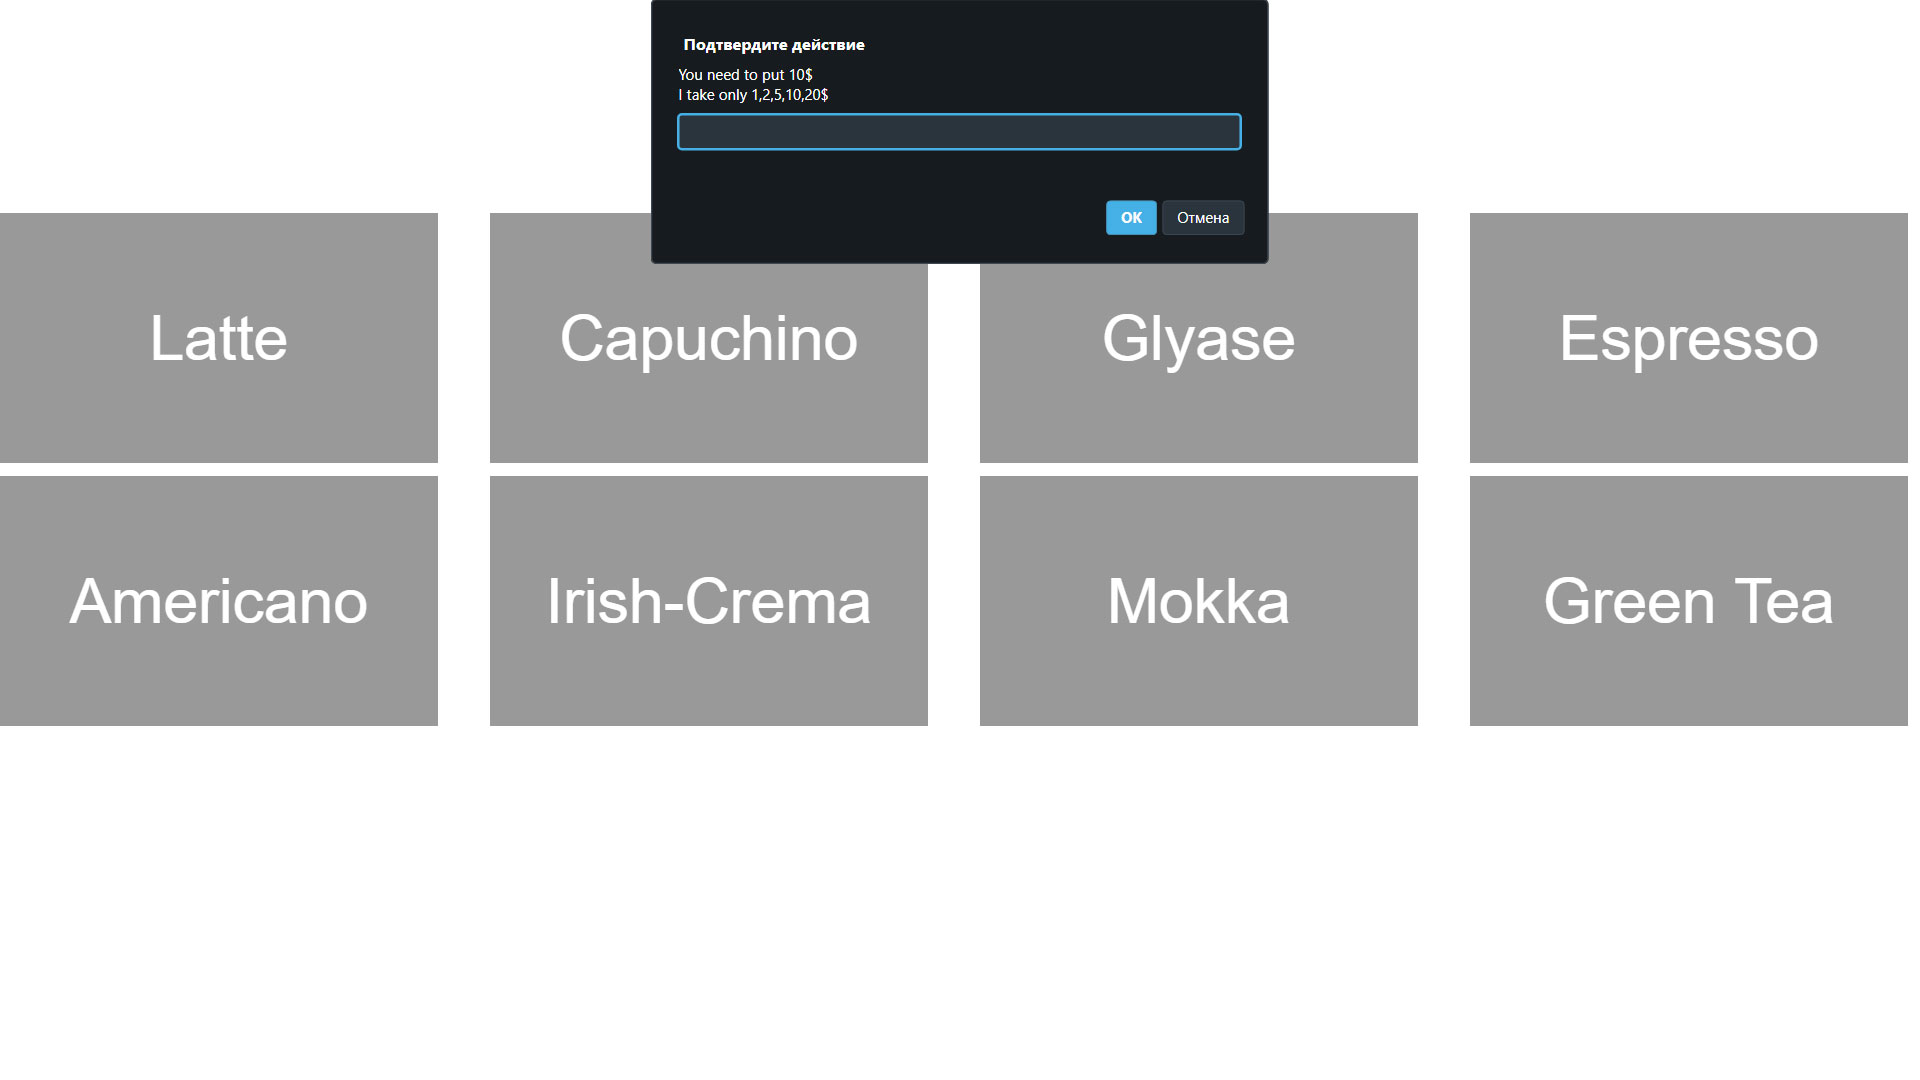 Подтвердите действие
You need to put 10$
I take only 1,2,5,10,20$
OK Отмена
Latte Capuchino Glyase Espresso
Americano Irish-Crema Mokka Green Tea